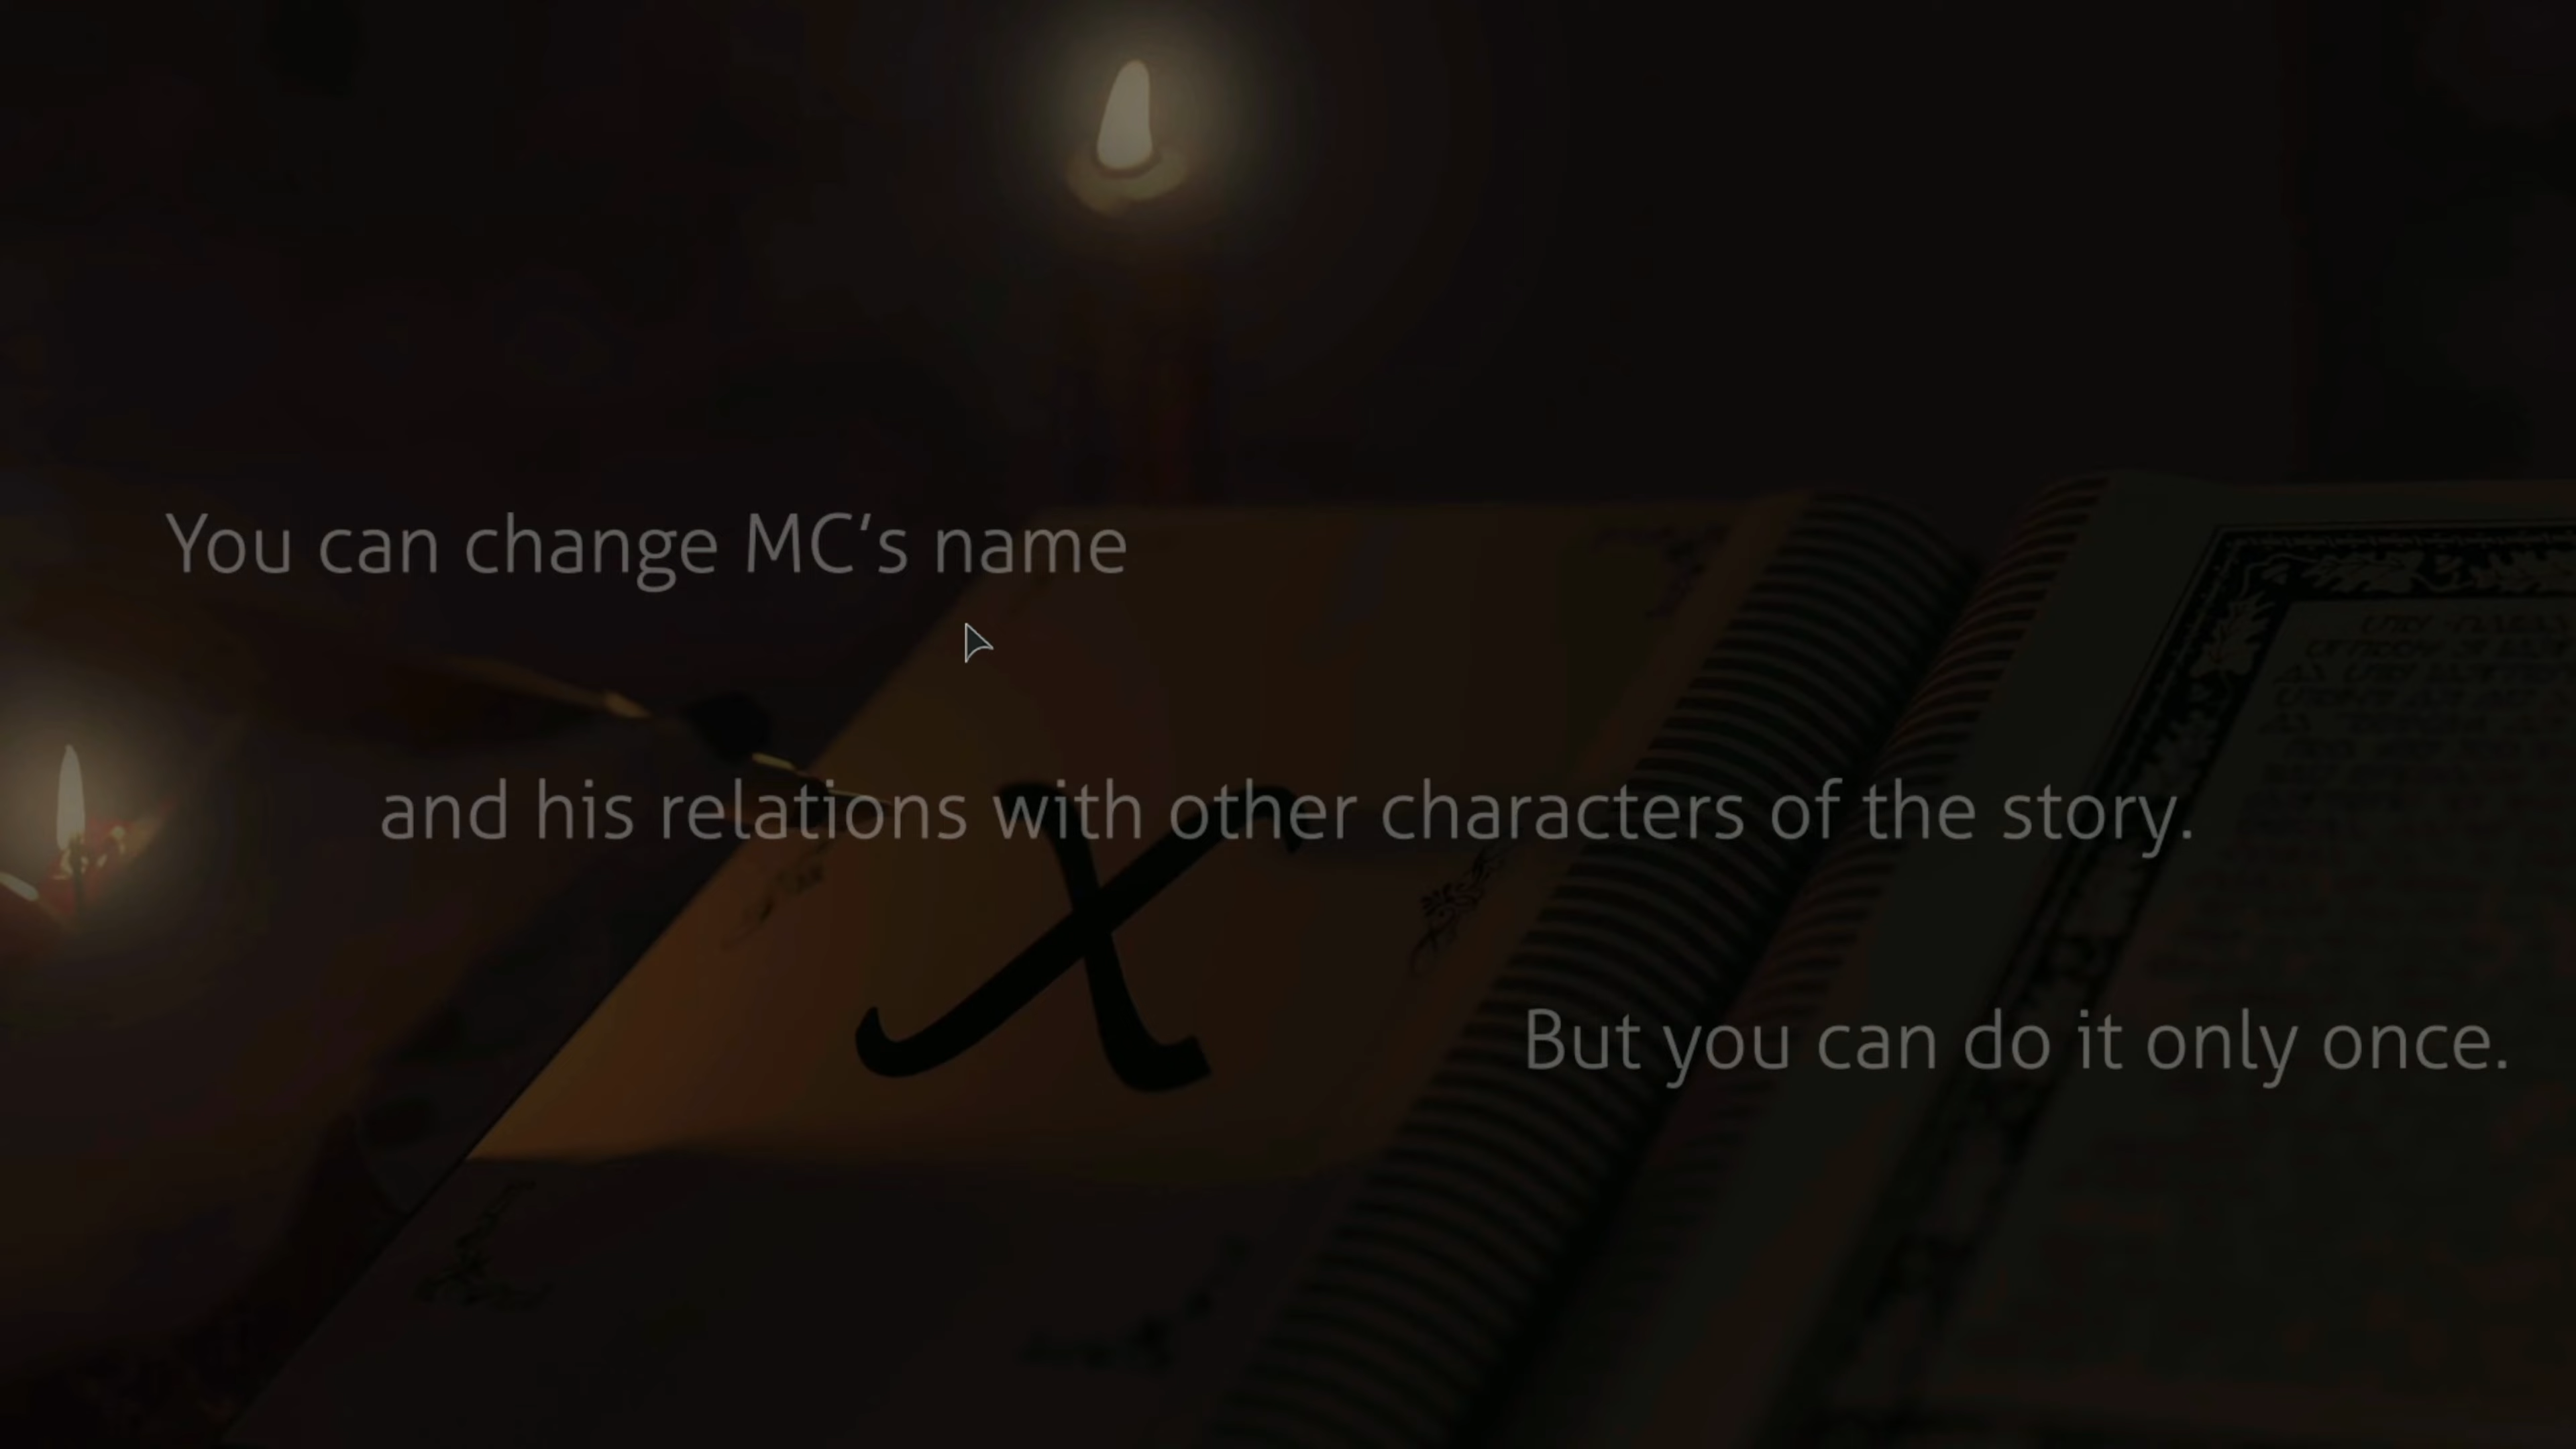 You can change MC‘s name
and his relations with other characters of the story.
X
But you can do it only once.